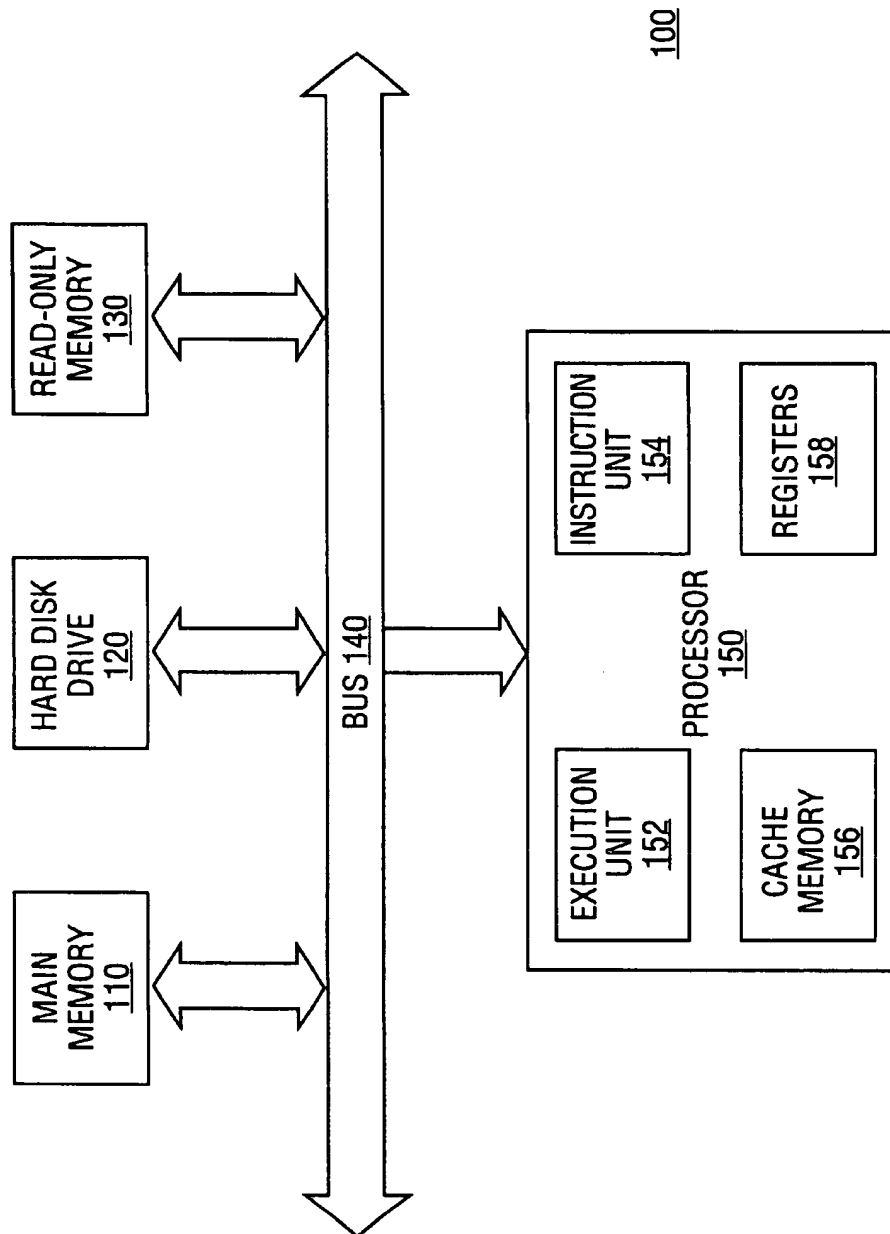 MAIN
MEMORY
110
HARD DISK
DRIVE
120
READ-ONLY
MEMORY
130
BUS 140
EXECUTION
UNIT
152
INSTRUCTION
UNIT
154
PROCESSOR
150
CACHE
MEMORY
156
REGISTERS
158
100